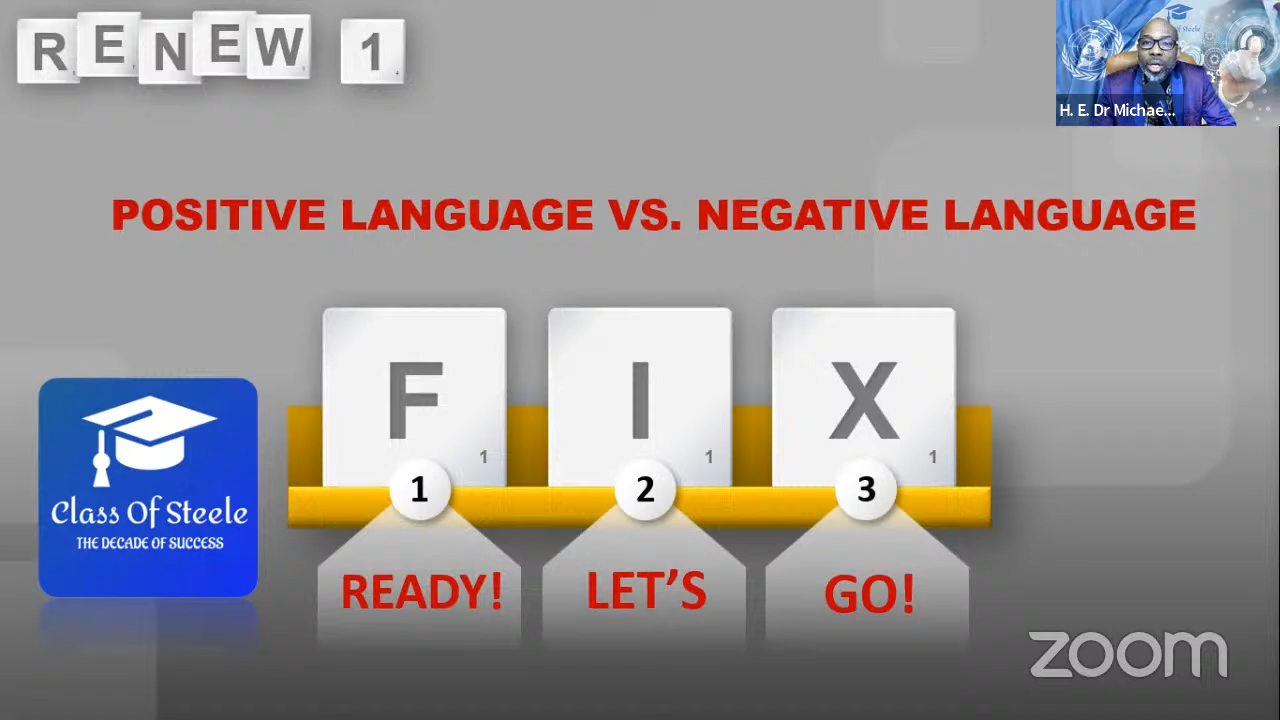 RENEW 1
H. E. Dr Michae...
POSITIVE LANGUAGE VS. NEGATIVE LANGUAGE
F I X
1 1 1
1 2 3
Class Of Steele
THE DECADE OF SUCCESS
READY! LET'S GO!
zoom